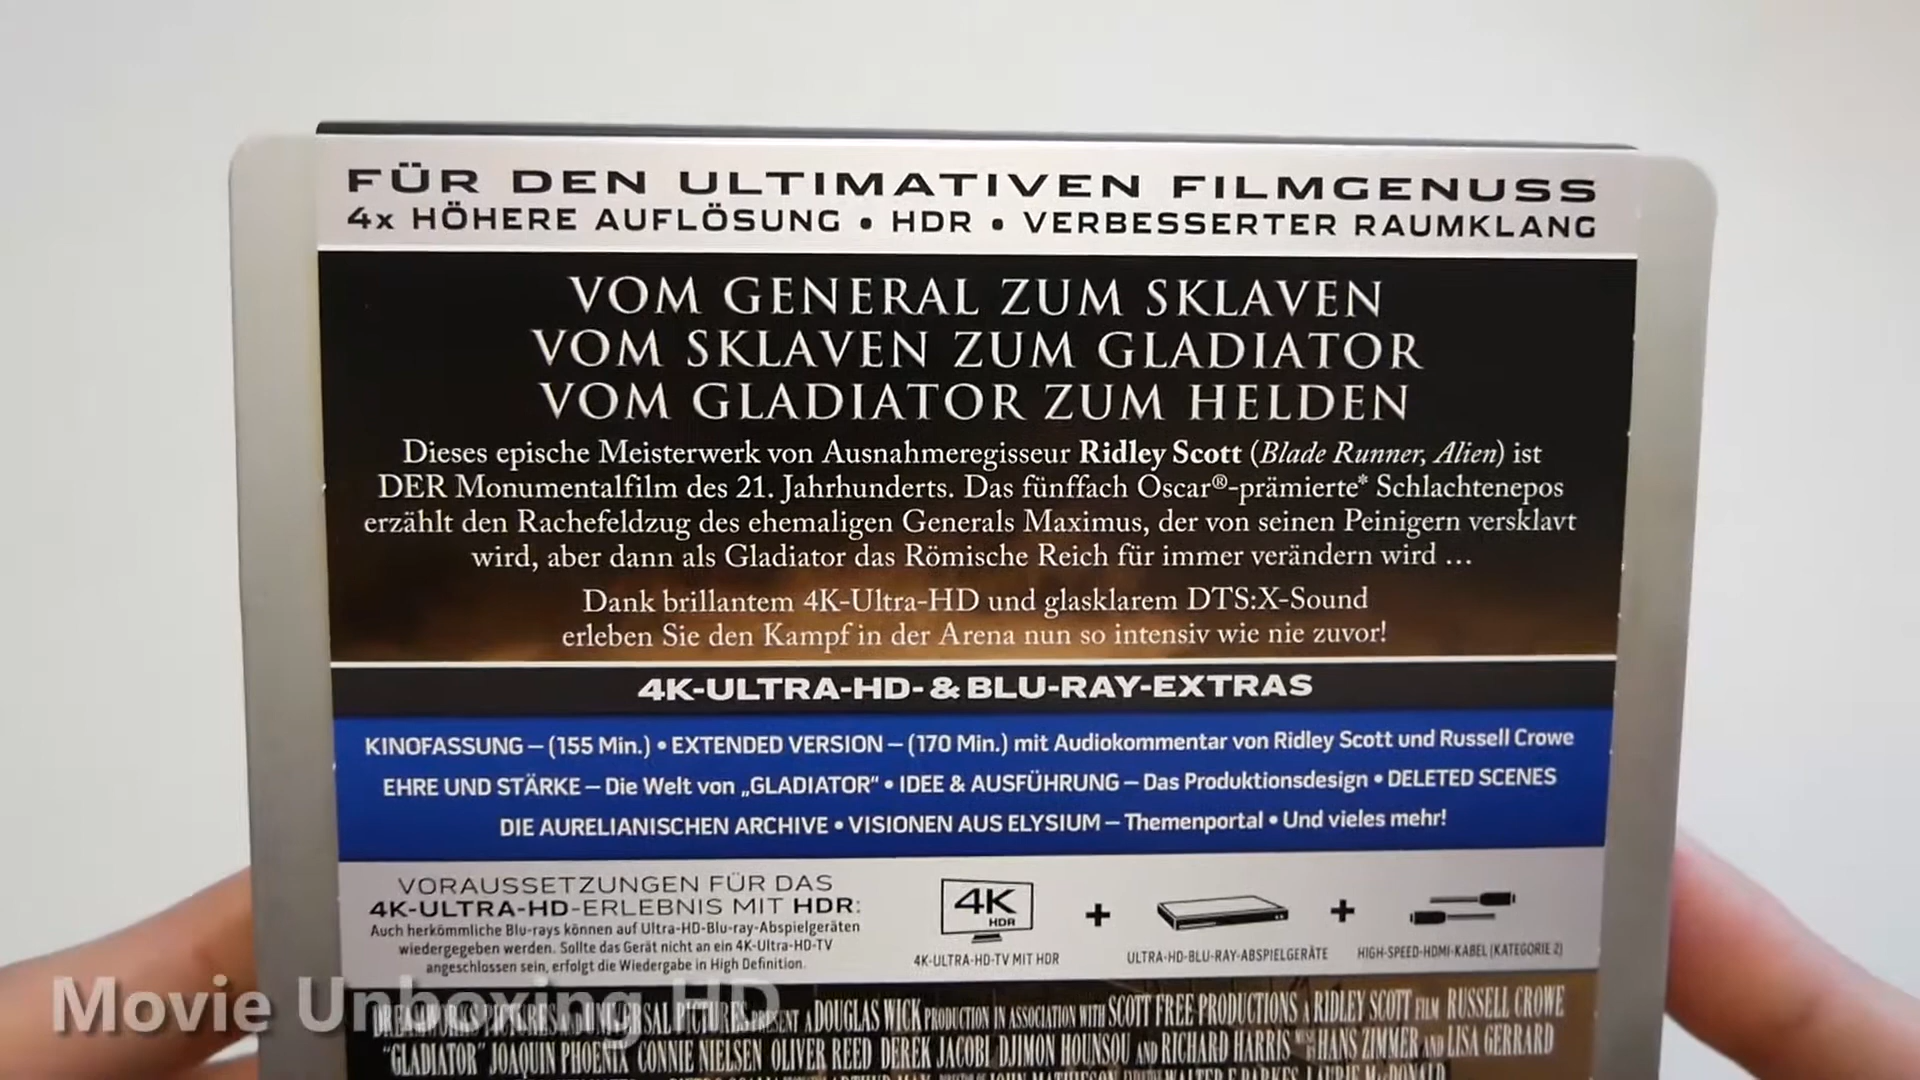 FÜR DEN ULTIMATIVEN FILMGENUSS
4x HÖHERE AUFLÖSUNG • HDR • VERBESSERTER RAUMKLANG
VOM GENERAL ZUM SKLAVEN
VOM SKLAVEN ZUM GLADIATOR
VOM GLADIATOR ZUM HELDEN
Dieses epische Meisterwerk von Ausnahmeregisseur Ridley Scott (Blade Runner, Alien) ist
DER Monumentalfilm des 21. Jahrhunderts. Das fünffach Oscar®-prämierte* Schlachtenepos
erzählt den Rachefeldzug des ehemaligen Generals Maximus, der von seinen Peinigern versklavt
wird, aber dann als Gladiator das Römische Reich für immer verändern wird ...
Dank brillantem 4K-Ultra-HD und glasklarem DTS:X-Sound
erleben Sie den Kampf in der Arena nun so intensiv wie nie zuvor!
4K-ULTRA-HD- & BLU-RAY-EXTRAS
KINOFASSUNG – (155 Min.) • EXTENDED VERSION – (170 Min.) mit Audiokommentar von Ridley Scott und Russell Crowe
EHRE UND STÄRKE – Die Welt von „GLADIATOR“ • IDEE & AUSFÜHRUNG – Das Produktionsdesign • DELETED SCENES
DIE AURELIANISCHEN ARCHIVE • VISIONEN AUS ELYSIUM – Themenportal • Und vieles mehr!
VORAUSSETZUNGEN FÜR DAS
4K-ULTRA-HD-ERLEBNIS MIT HDR:
Auch herkömmliche Blu-rays können auf Ultra-HD-Blu-ray-Abspielgeräten
wiedergegeben werden. Sollte das Gerät nicht an ein 4K-Ultra-HD-TV
angeschlossen sein, erfolgt die Wiedergabe in High Definition.
4K
HDR
+
+
4K-ULTRA-HD-TV MIT HDR
ULTRA-HD-BLU-RAY-ABSPIELGERÄTE
HIGH-SPEED-HDMI-KABEL (KATEGORIE 2)
Movie Unboxing HD
A DOUGLAS WICK PRODUCTION IN ASSOCIATION WITH SCOTT FREE PRODUCTIONS A RIDLEY SCOTT FILM RUSSELL CROWE
"GLADIATOR" JOAQUIN PHOENIX CONNIE NIELSEN OLIVER REED DEREK JACOBI DJIMON HOUNSOU AND RICHARD HARRIS HANS ZIMMER AND LISA GERRARD